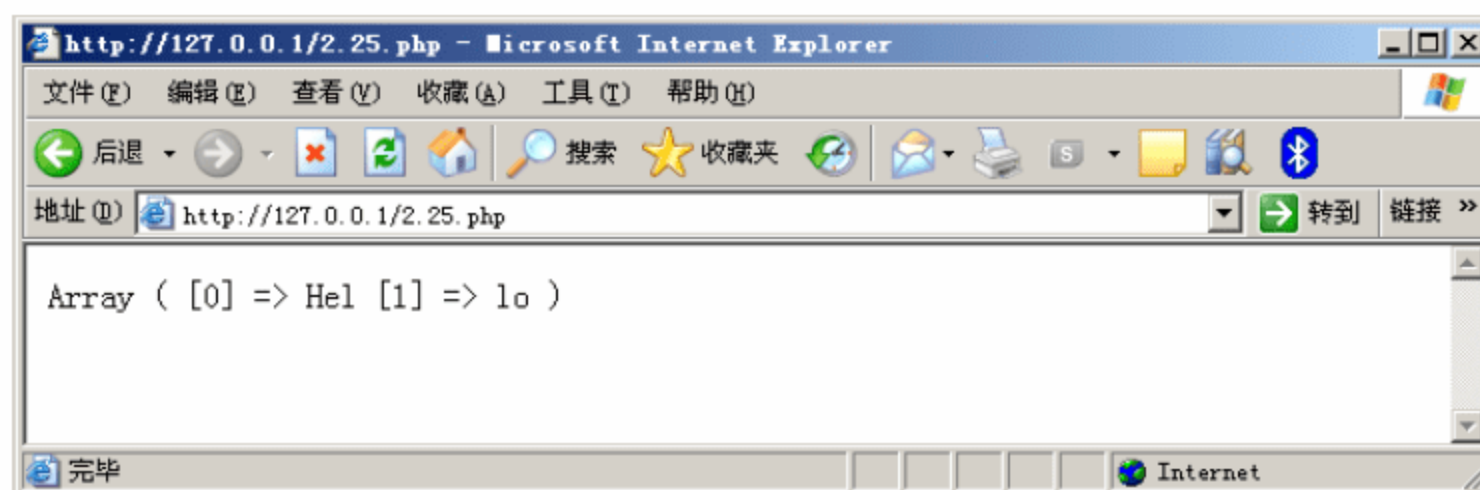 http://127.0.0.1/2.25.php - Microsoft Internet Explorer
文件(F) 编辑(E) 查看(V) 收藏(A) 工具(T) 帮助(H)
后退 搜索 收藏夹 S
地址(D) http://127.0.0.1/2.25.php 转到 链接 »
Array ( [0] => Hel [1] => lo )
完毕 Internet